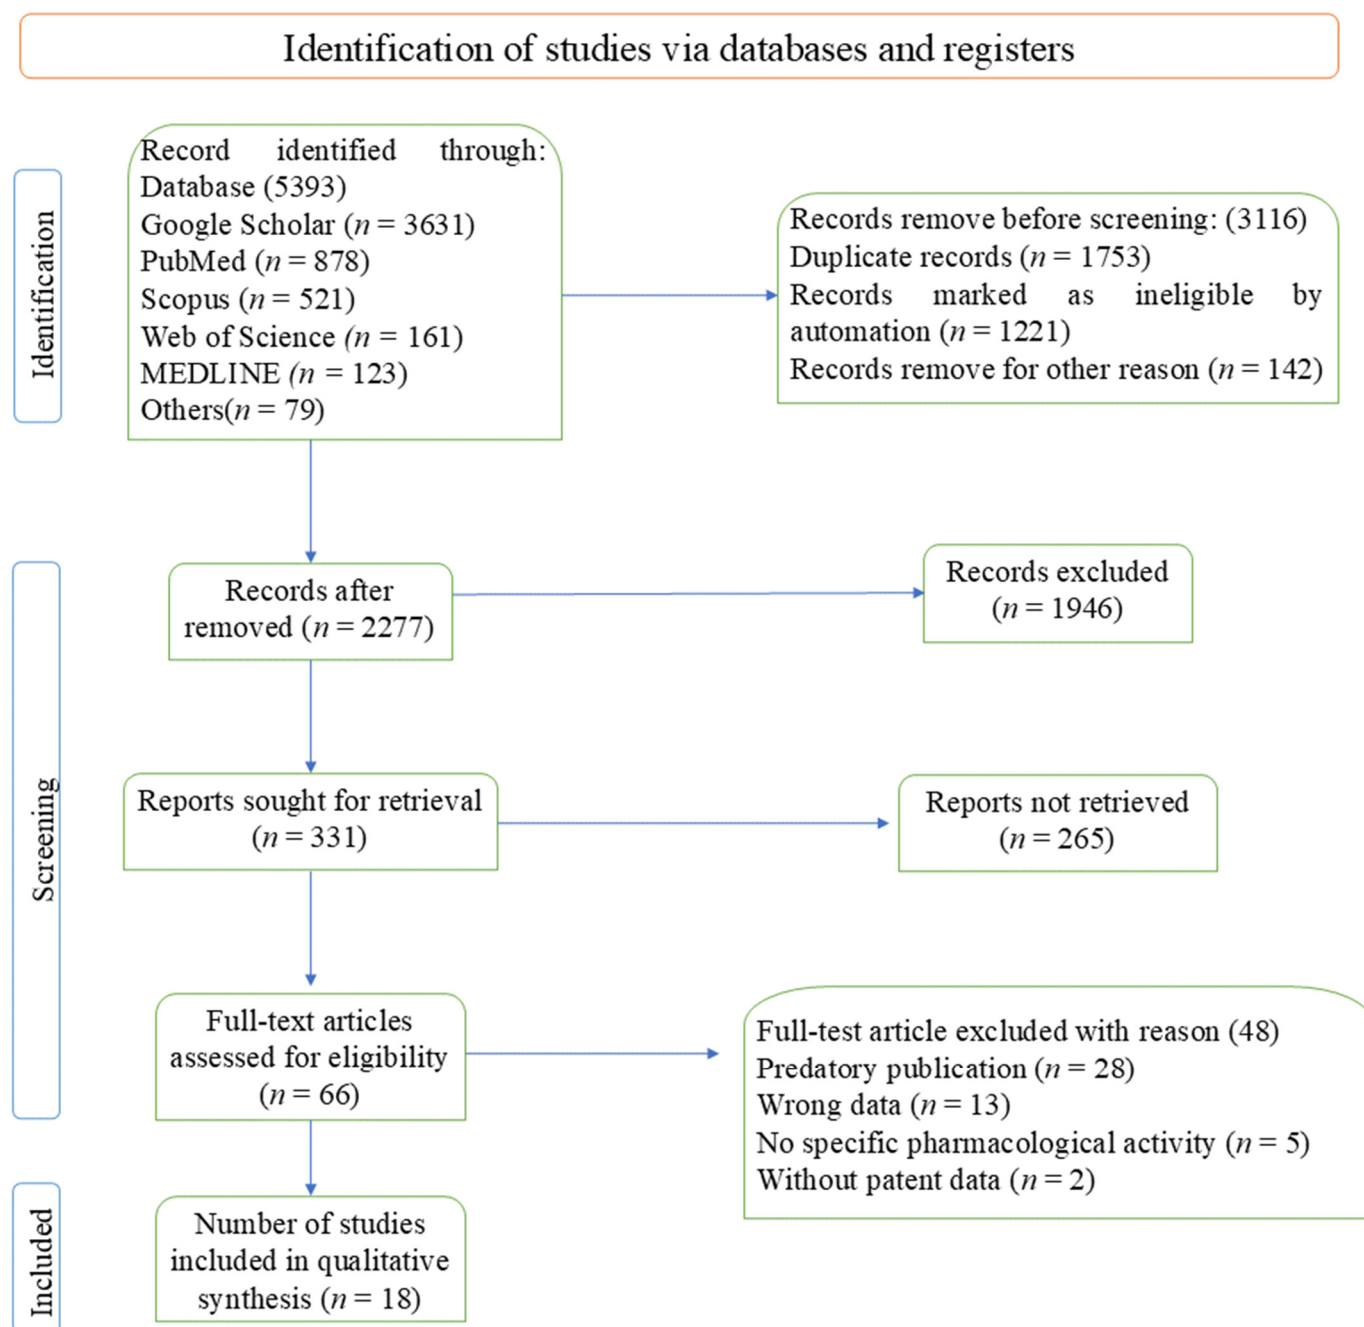 Identification of studies via databases and registers
Identification
Record identified through:
Database (5393)
Google Scholar (n = 3631)
PubMed (n = 878)
Scopus (n = 521)
Web of Science (n = 161)
MEDLINE (n = 123)
Others(n = 79)
Records remove before screening: (3116)
Duplicate records (n = 1753)
Records marked as ineligible by
automation (n = 1221)
Records remove for other reason (n = 142)
Screening
Records after
removed (n = 2277)
Records excluded
(n = 1946)
Reports sought for retrieval
(n = 331)
Reports not retrieved
(n = 265)
Full-text articles
assessed for eligibility
(n = 66)
Full-test article excluded with reason (48)
Predatory publication (n = 28)
Wrong data (n = 13)
No specific pharmacological activity (n = 5)
Without patent data (n = 2)
Included
Number of studies
included in qualitative
synthesis (n = 18)